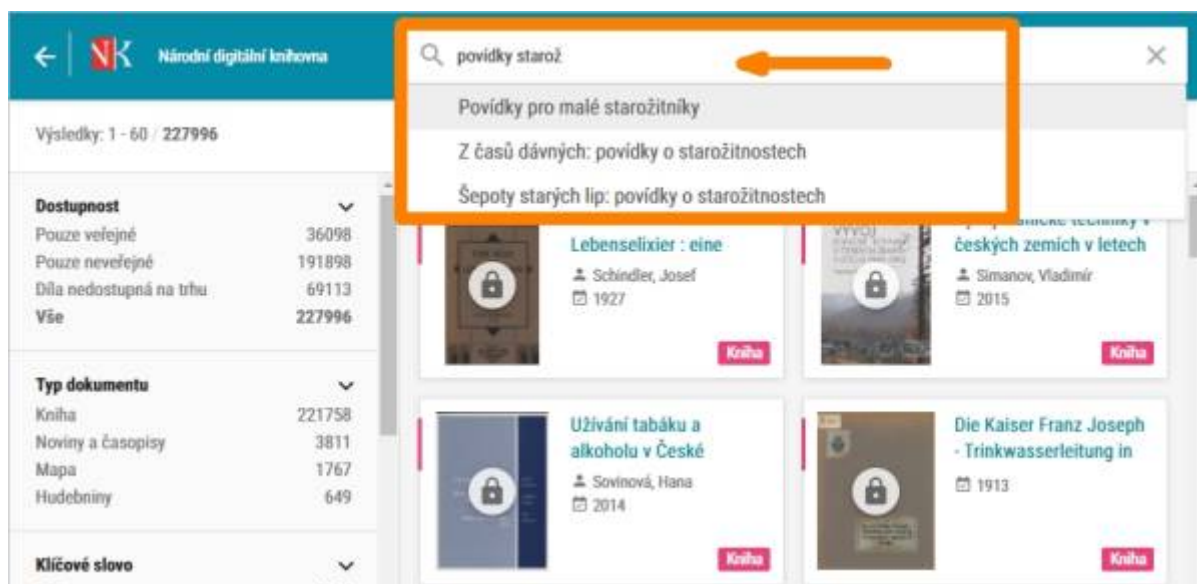 NK Národní digitální knihovna
povídky starož
Povídky pro malé starožitníky
Z časů dávných: povídky o starožitnostech
Šepoty starých lip: povídky o starožitnostech
Výsledky: 1 - 60 / 227996
Dostupnost
Pouze veřejné 36098
Pouze neveřejné 191898
Díla nedostupná na trhu 69113
Vše 227996
Typ dokumentu
Kniha 221758
Noviny a časopisy 3811
Mapa 1767
Hudebniny 649
Klíčové slovo
Lebenselixier : eine
Schindler, Josef
1927
Kniha
VÝVOJ
techniky v
českých zemích v letech
Simanov, Vladimír
2015
Kniha
Užívání tabáku a
alkoholu v České
Sovinová, Hana
2014
Kniha
Die Kaiser Franz Joseph
- Trinkwasserleitung in
1913
Kniha